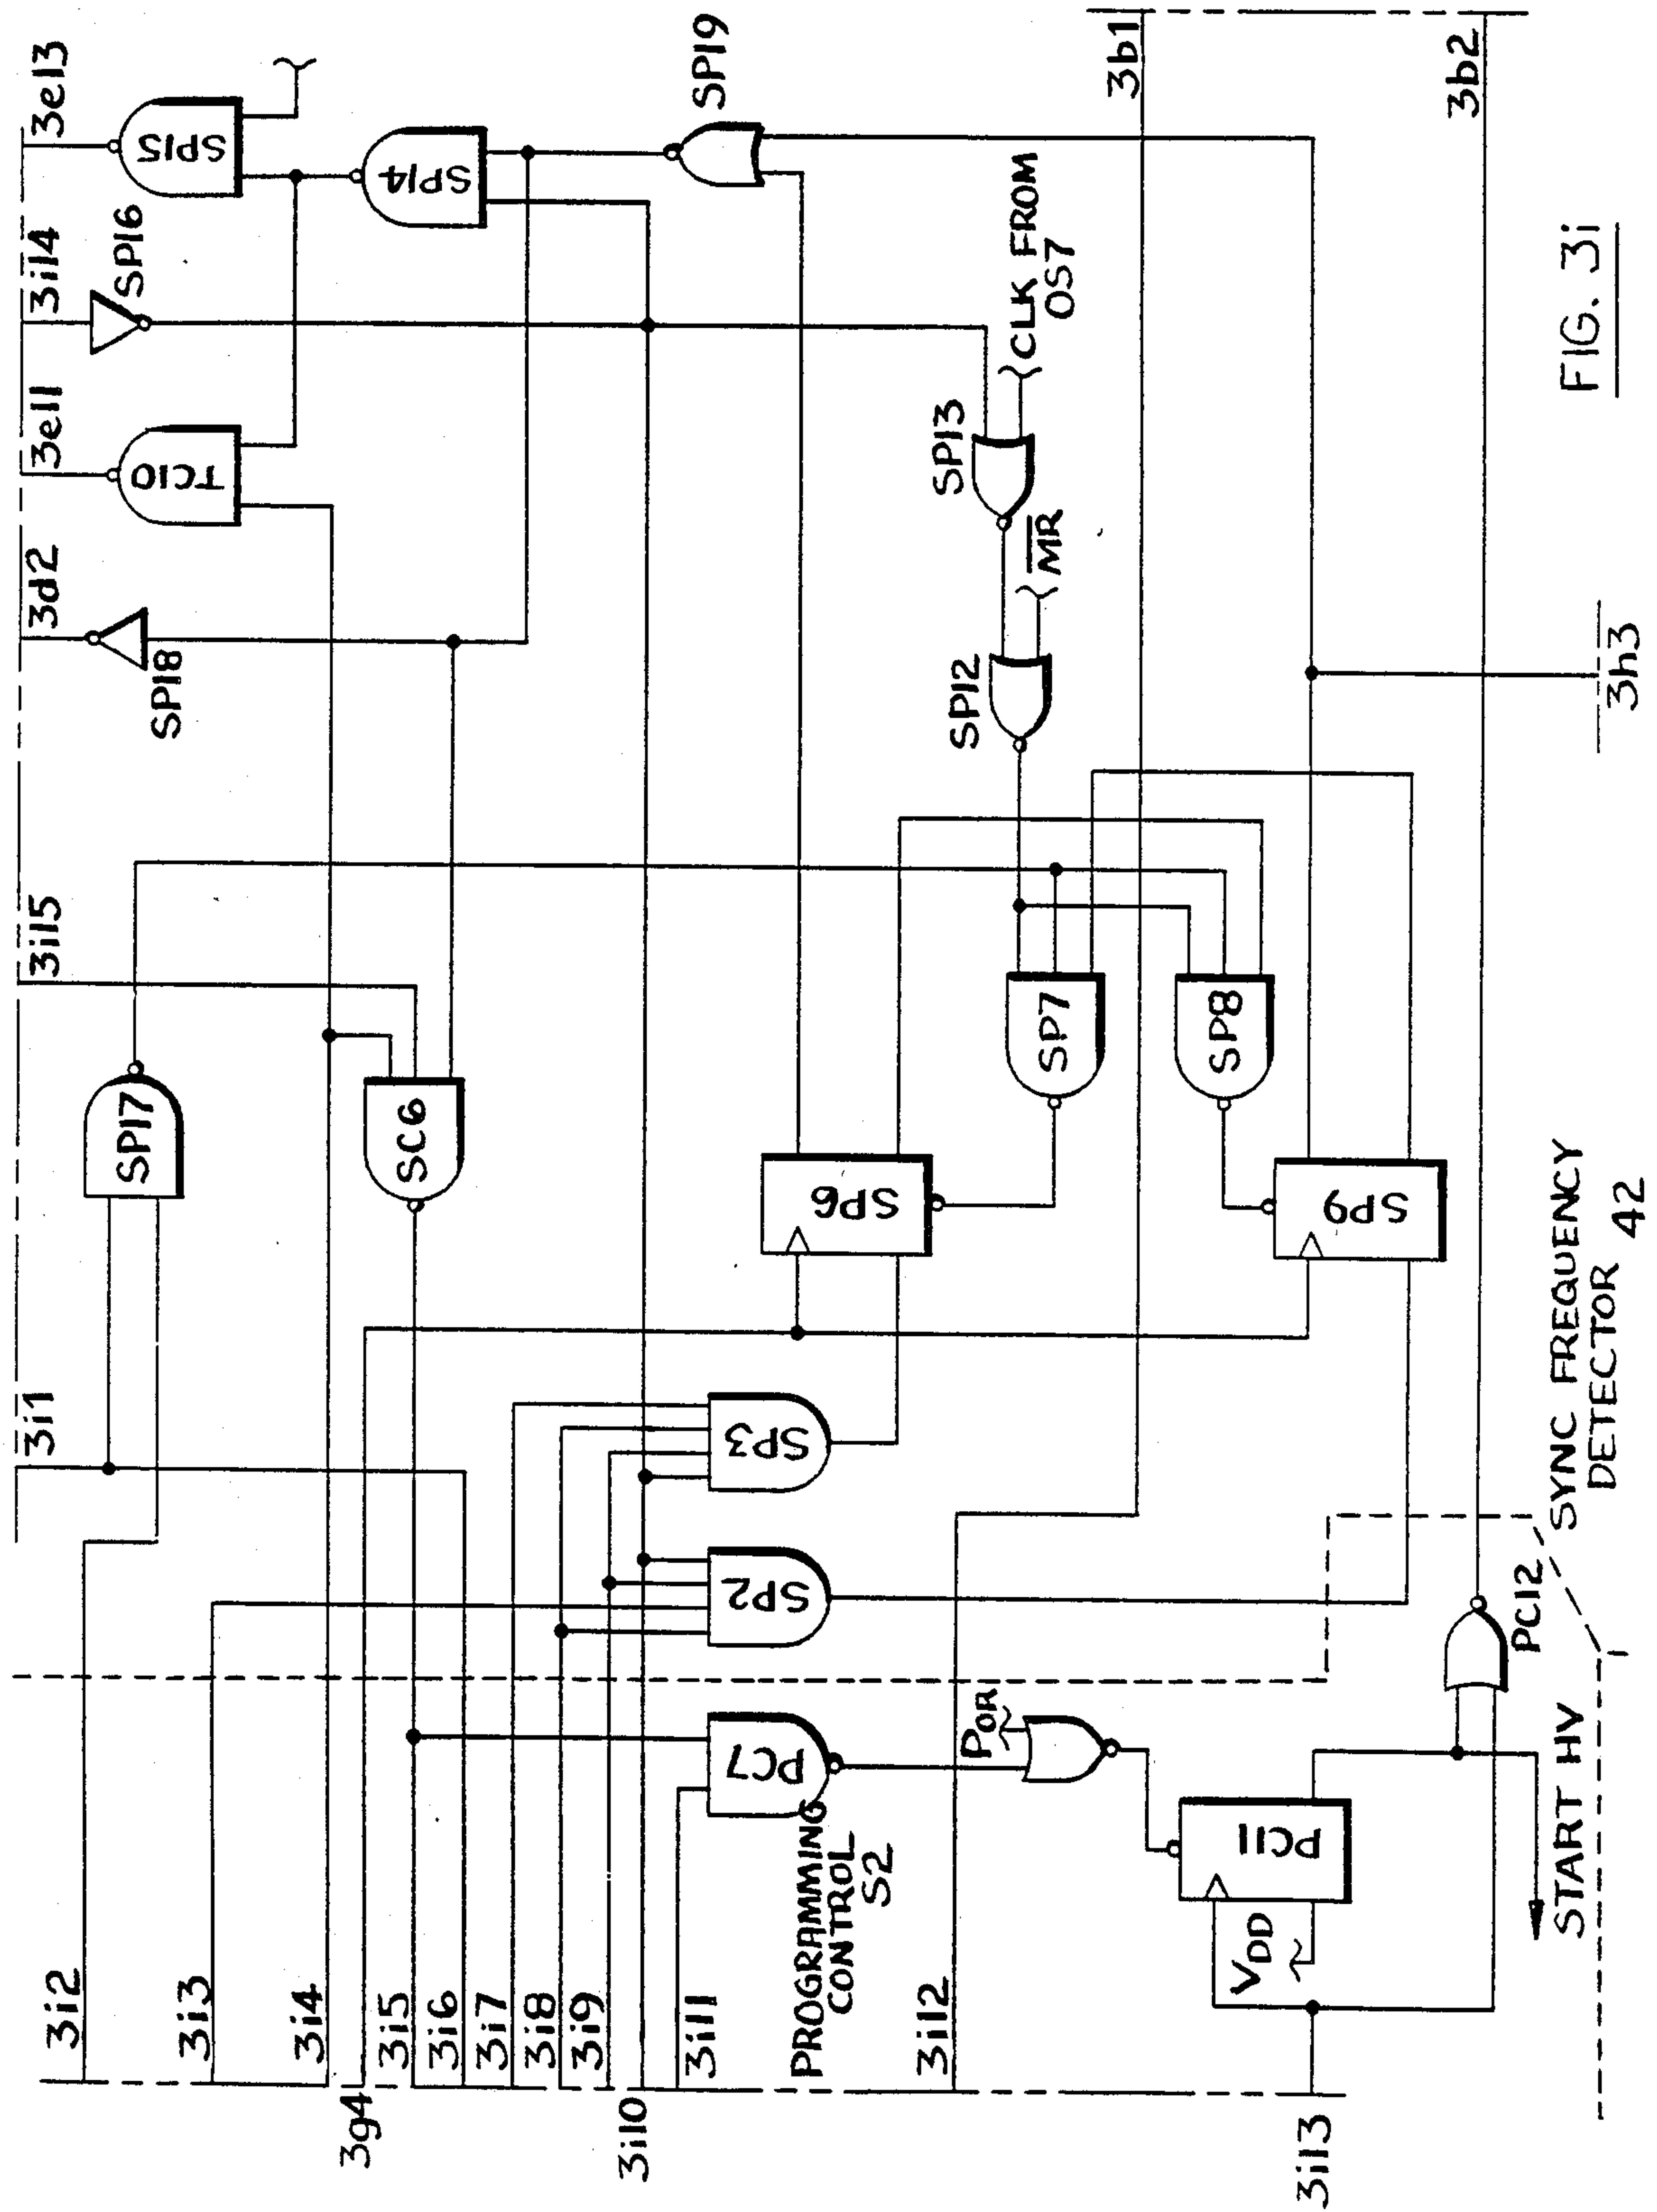 3i1
3i15
3d2
3e11
3i14
3e13
SP17
SP18
TC10
SP16
SP15
SC6
SP14
SP19
3i2
3i3
3i4
3g4
3i5
3i6
3i7
3i8
3i9
3i10
3i11
3i12
3i13
SP3
SP2
PC7
PROGRAMMING
CONTROL
S2
SP6
SP7
SP8
SP9
SP12
MR
SP13
CLK FROM
OS7
3b1
3b2
POR
PC11
VDD
PC12
START HV
SYNC FREQUENCY
DETECTOR
42
3h3
FIG. 3i